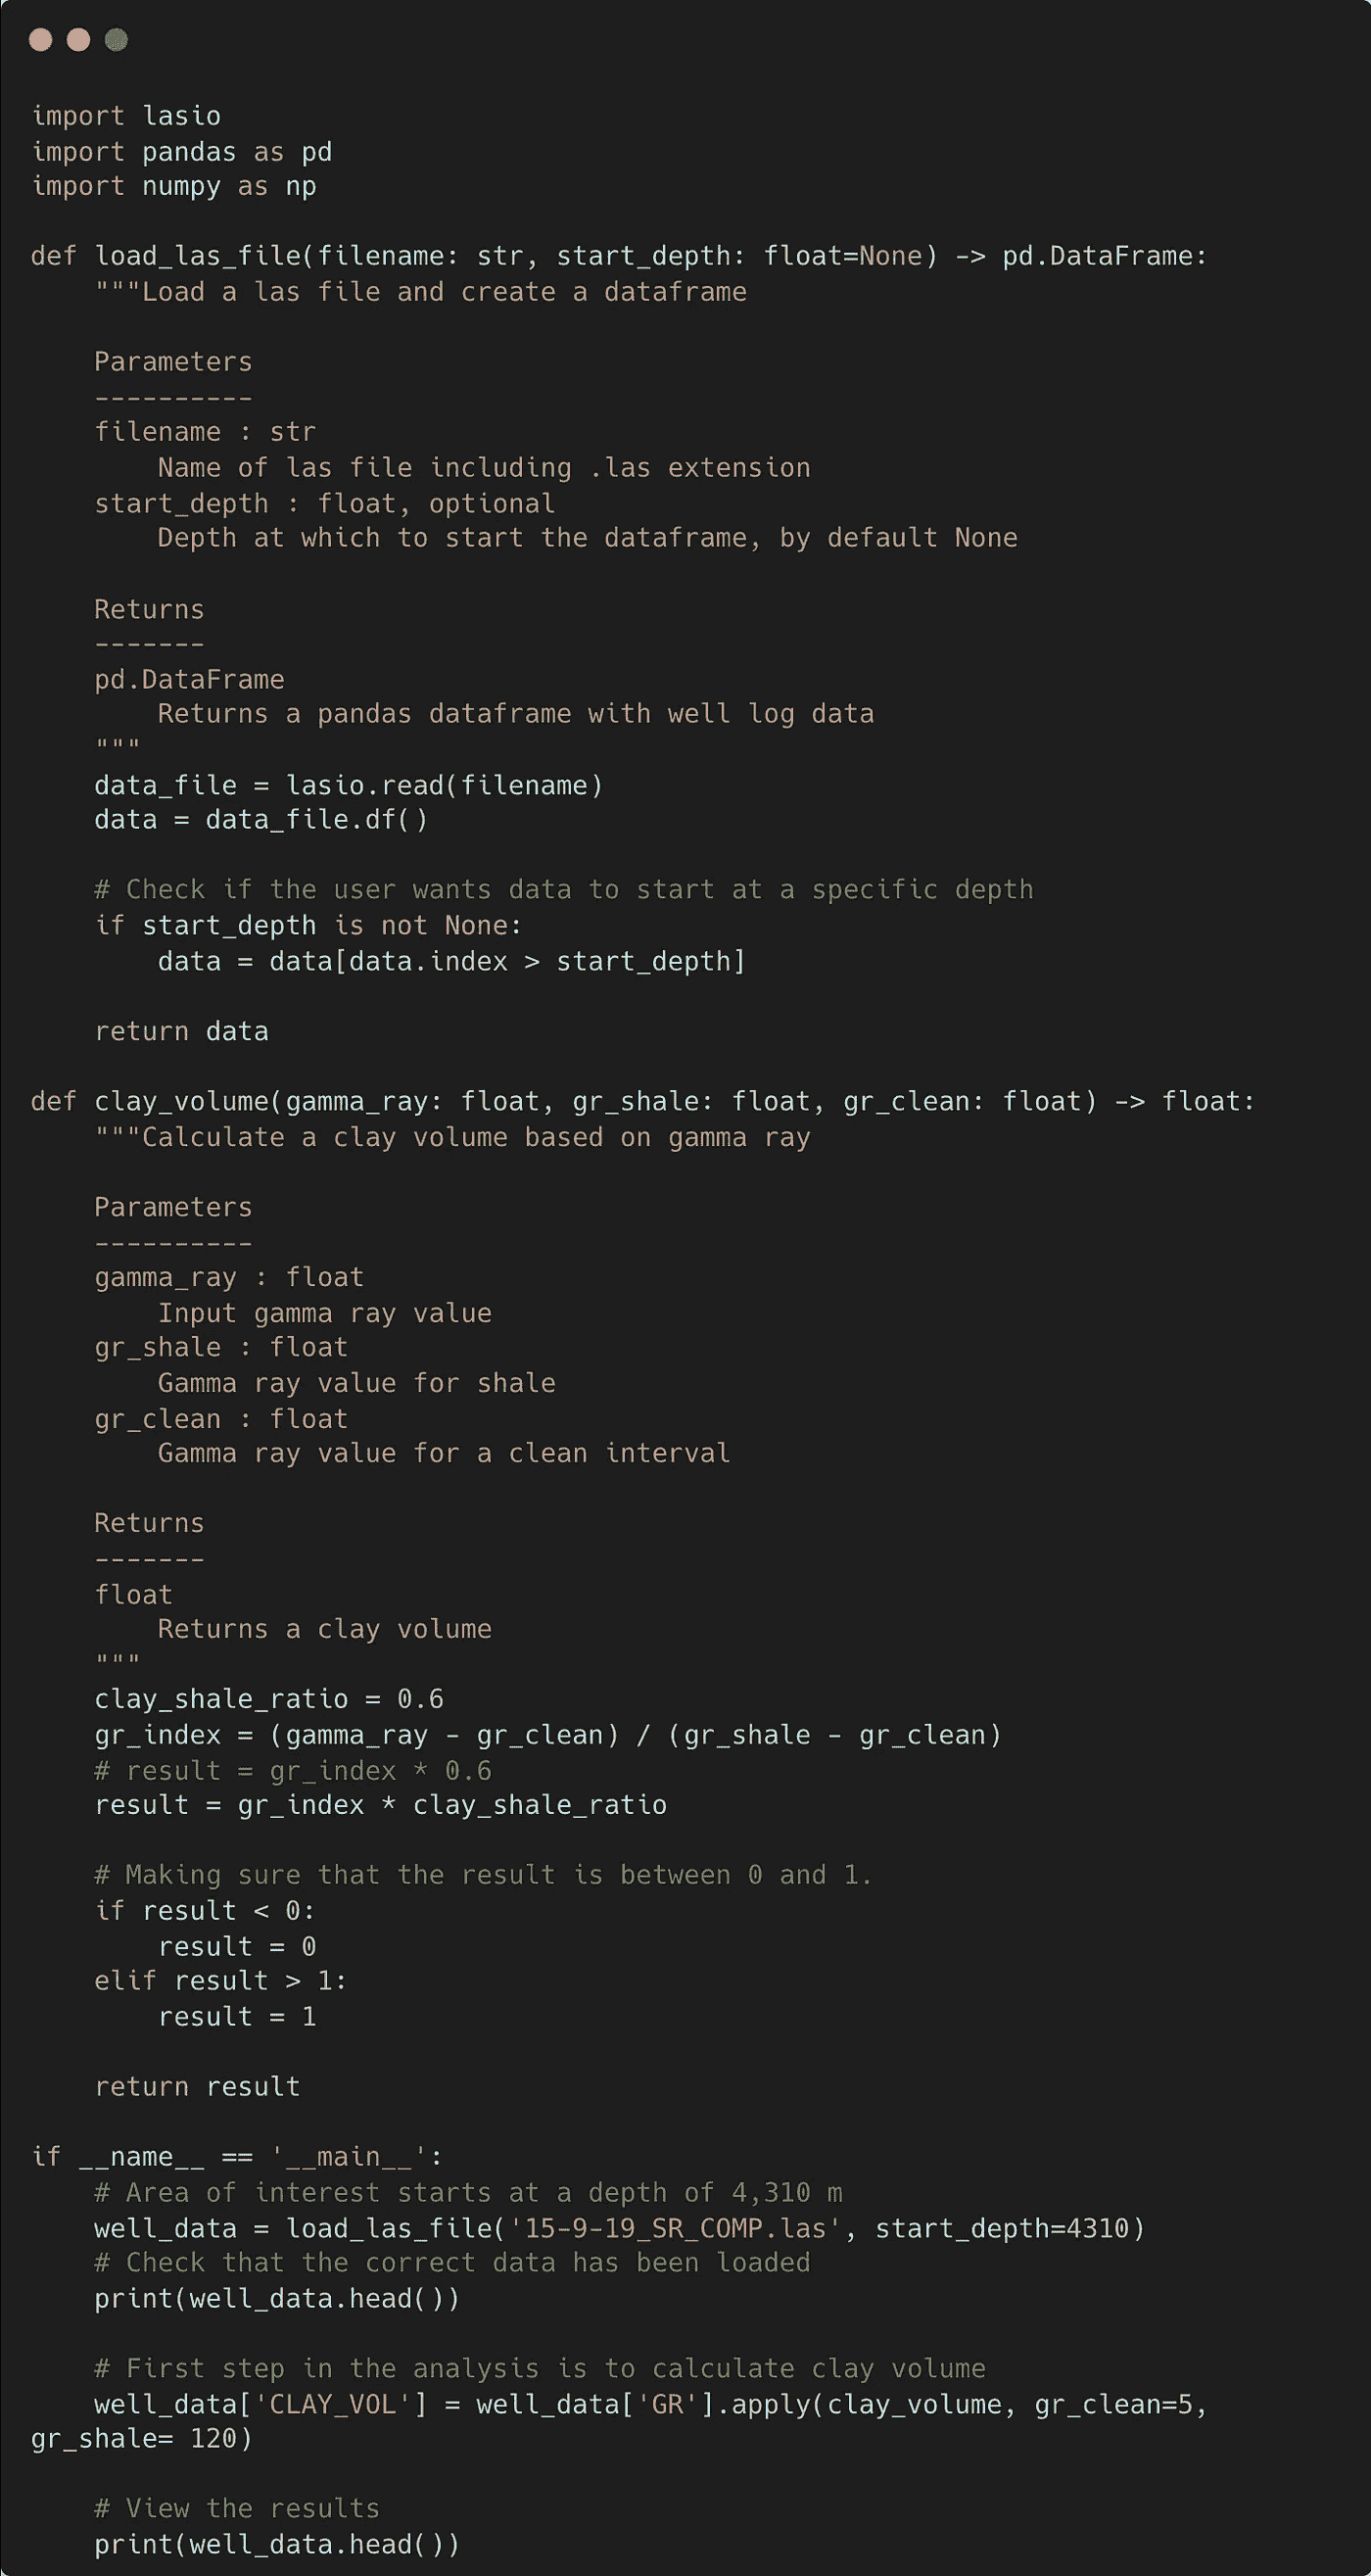 import lasio
import pandas as pd
import numpy as np

def load_las_file(filename: str, start_depth: float=None) -> pd.DataFrame:
    """Load a las file and create a dataframe

    Parameters
    ----------
    filename : str
        Name of las file including .las extension
    start_depth : float, optional
        Depth at which to start the dataframe, by default None

    Returns
    -------
    pd.DataFrame
        Returns a pandas dataframe with well log data
    """
    data_file = lasio.read(filename)
    data = data_file.df()

    # Check if the user wants data to start at a specific depth
    if start_depth is not None:
        data = data[data.index > start_depth]

    return data

def clay_volume(gamma_ray: float, gr_shale: float, gr_clean: float) -> float:
    """Calculate a clay volume based on gamma ray

    Parameters
    ----------
    gamma_ray : float
        Input gamma ray value
    gr_shale : float
        Gamma ray value for shale
    gr_clean : float
        Gamma ray value for a clean interval

    Returns
    -------
    float
        Returns a clay volume
    """
    clay_shale_ratio = 0.6
    gr_index = (gamma_ray - gr_clean) / (gr_shale - gr_clean)
    # result = gr_index * 0.6
    result = gr_index * clay_shale_ratio

    # Making sure that the result is between 0 and 1.
    if result < 0:
        result = 0
    elif result > 1:
        result = 1

    return result

if __name__ == '__main__':
    # Area of interest starts at a depth of 4,310 m
    well_data = load_las_file('15-9-19_SR_COMP.las', start_depth=4310)
    # Check that the correct data has been loaded
    print(well_data.head())

    # First step in the analysis is to calculate clay volume
    well_data['CLAY_VOL'] = well_data['GR'].apply(clay_volume, gr_clean=5,
gr_shale= 120)

    # View the results
    print(well_data.head())